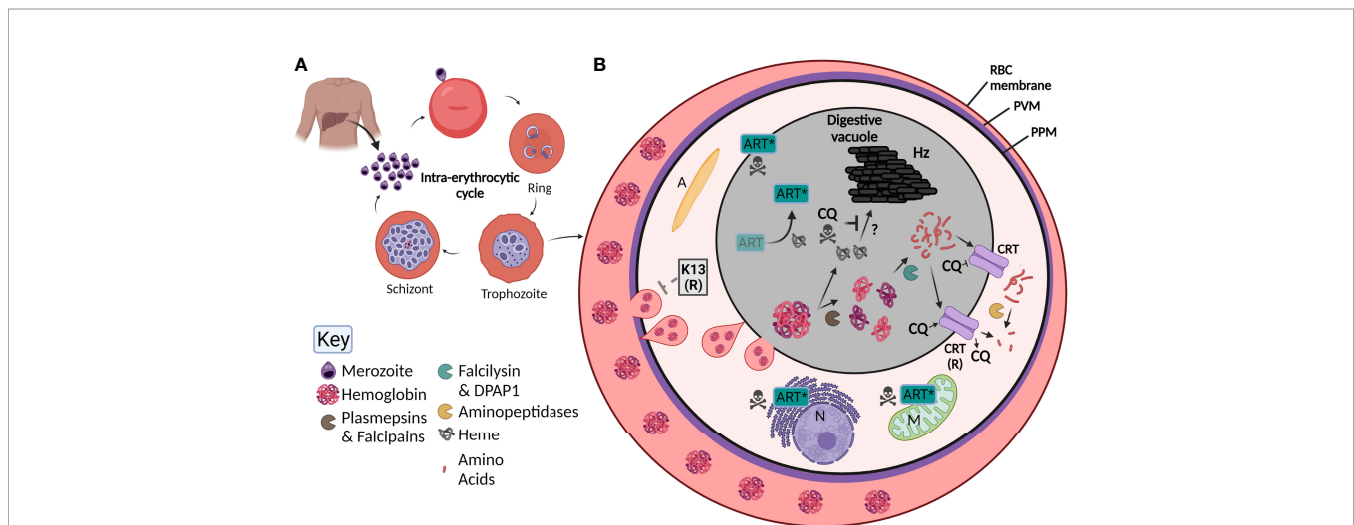 A
B
Intra-erythrocytic
cycle
Ring
Trophozoite
Schizont
RBC
membrane
PVM
PPM
Digestive
vacuole
Hz
ART*
A
ART*
CQ
ART
?
K13
(R)
CRT
CQ
CQ
CRT
(R)
CQ
ART*
N
ART*
M
Key
Merozoite
Hemoglobin
Plasmepsins
& Falcipains
Falcilysin
& DPAP1
Aminopeptidases
Heme
Amino
Acids